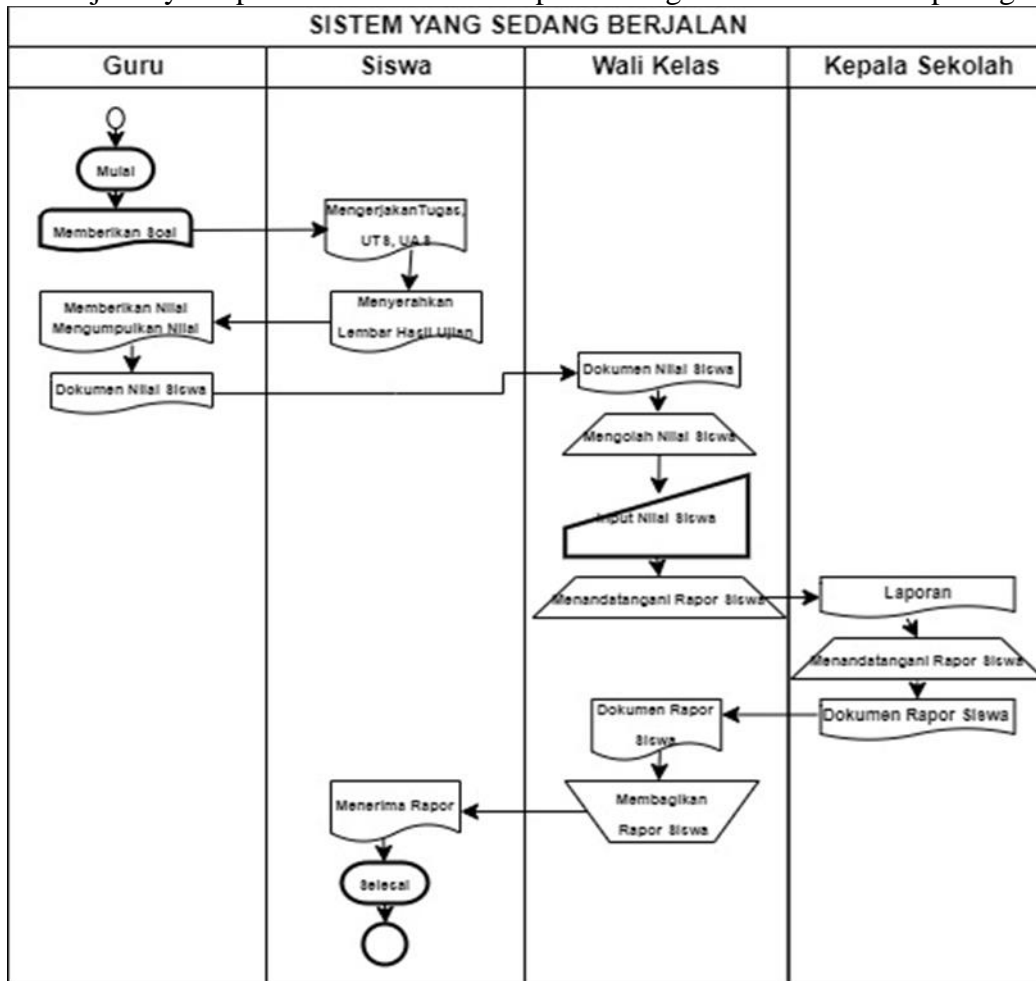 SISTEM YANG SEDANG BERJALAN
Guru
Siswa
Wali Kelas
Kepala Sekolah
Mulai
Memberikan Soal
MengerjakanTugas,
UTS, UAS
Menyerahkan
Lembar Hasil Ujian
Memberikan Nilai
Mengumpulkan Nilai
Dokumen Nilai Siswa
Dokumen Nilai Siswa
Mengolah Nilai Siswa
Input Nilai Siswa
Menandatangani Rapor Siswa
Laporan
Menandatangani Rapor Siswa
Dokumen Rapor Siswa
Dokumen Rapor
Siswa
Membagikan
Rapor Siswa
Menerima Rapor
Selesai